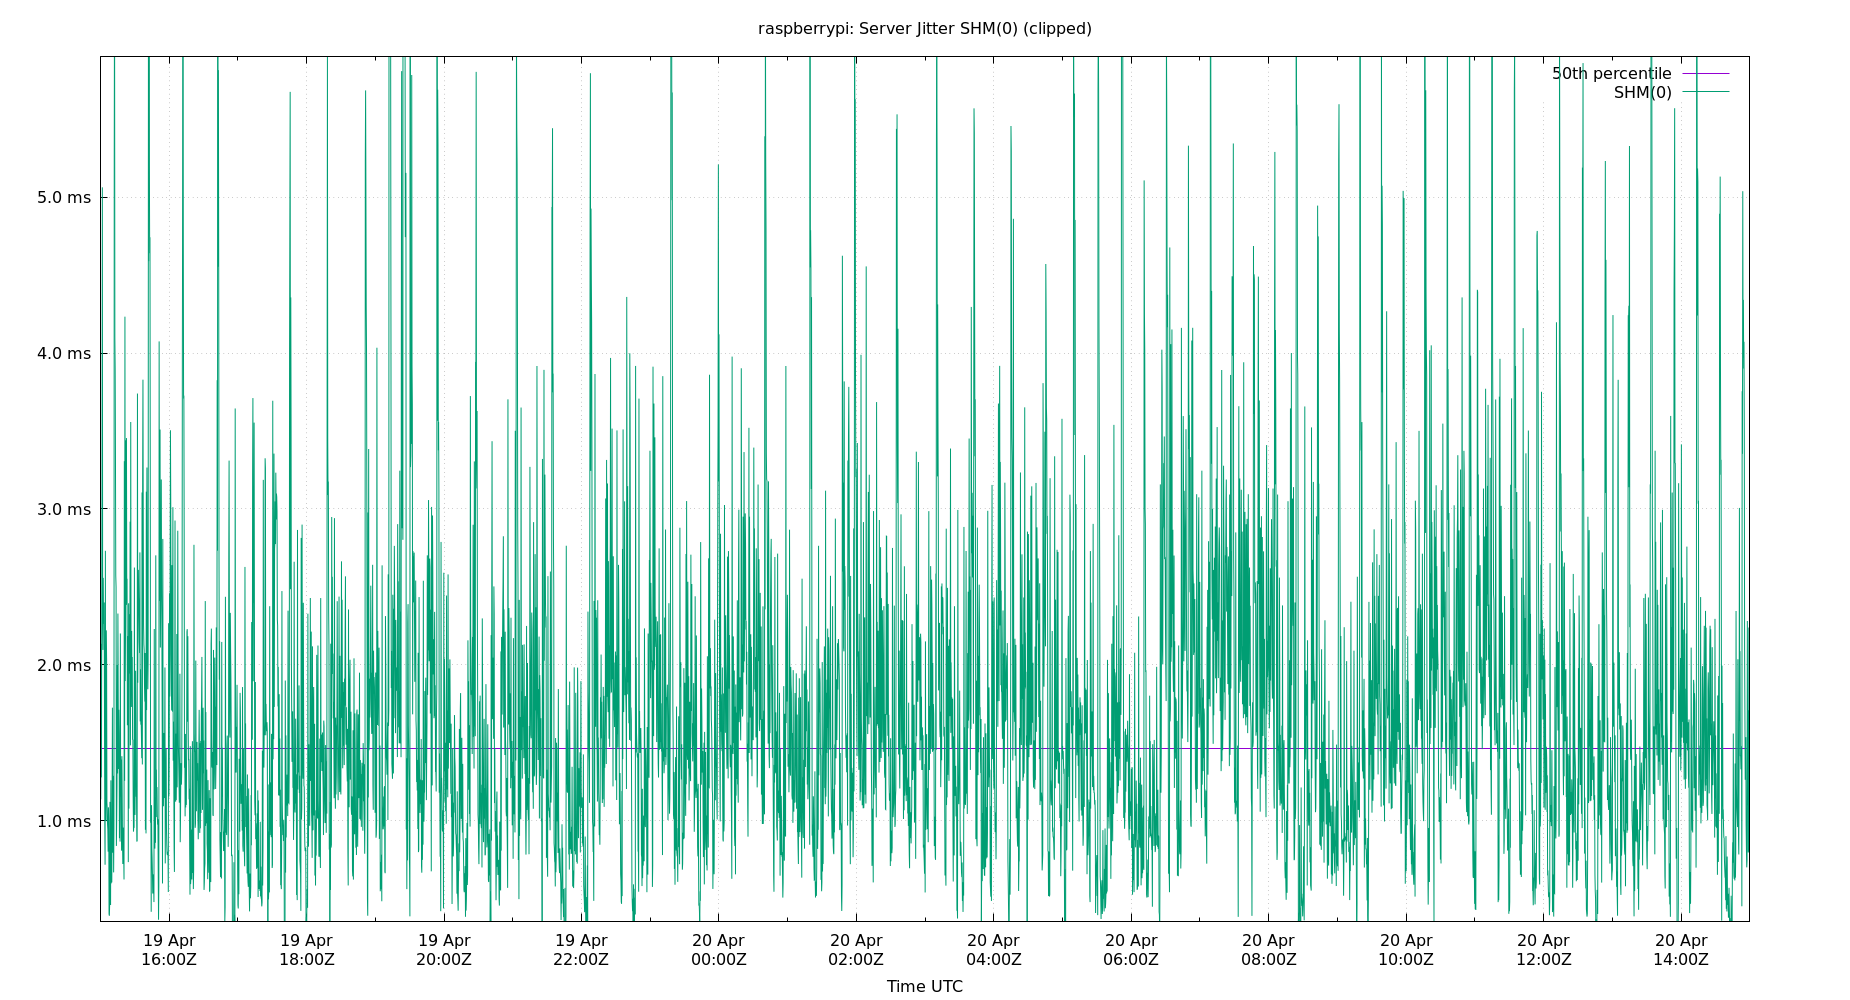 raspberrypi: Server Jitter SHM(0) (clipped)
50th percentile
SHM(0)
5.0 ms
4.0 ms
3.0 ms
2.0 ms
1.0 ms
19 Apr 19 Apr 19 Apr 19 Apr 20 Apr 20 Apr 20 Apr 20 Apr 20 Apr 20 Apr 20 Apr 20 Apr
16:00Z 18:00Z 20:00Z 22:00Z 00:00Z 02:00Z 04:00Z 06:00Z 08:00Z 10:00Z 12:00Z 14:00Z
Time UTC